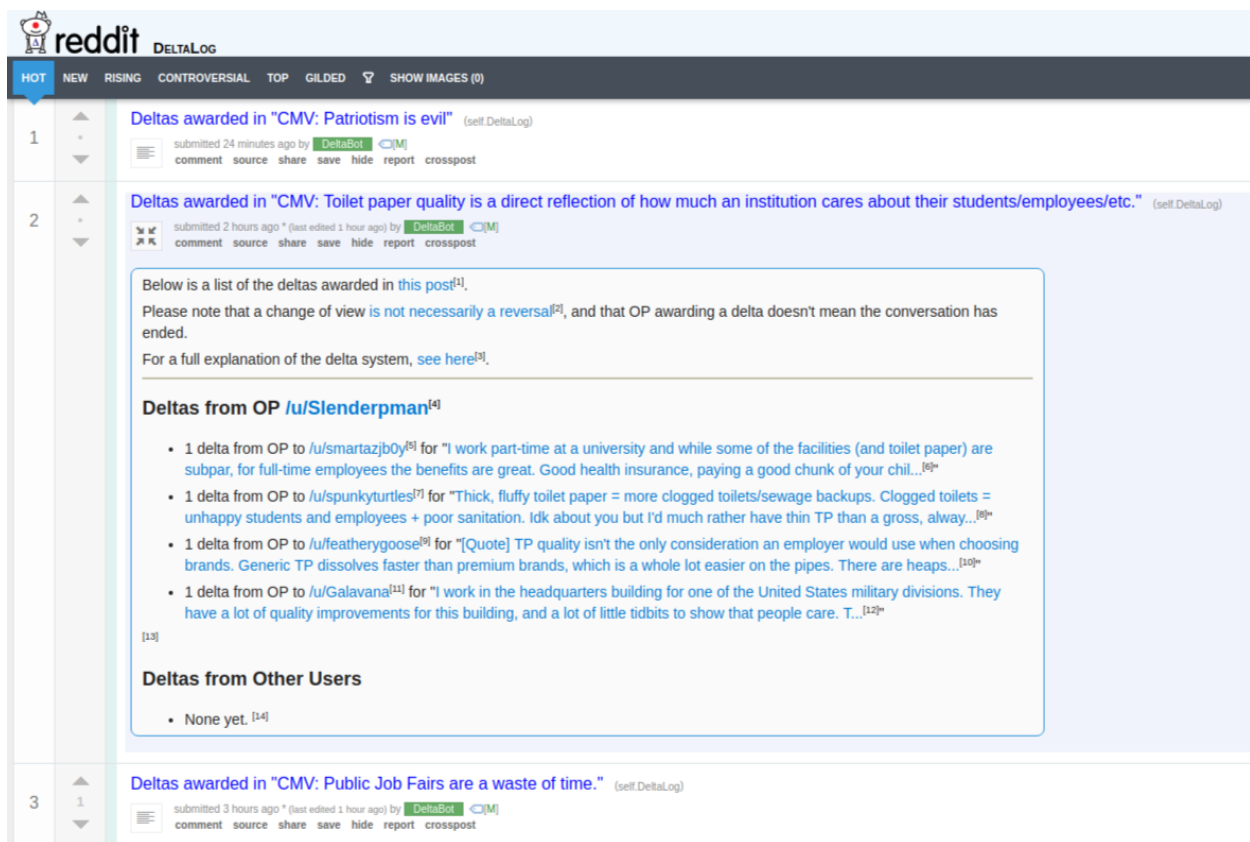 reddit DELTALOG
HOT NEW RISING CONTROVERSIAL TOP GILDED SHOW IMAGES (0)
1
Deltas awarded in "CMV: Patriotism is evil" (self.DeltaLog)
submitted 24 minutes ago by DeltaBot [M]
comment source share save hide report crosspost
2
Deltas awarded in "CMV: Toilet paper quality is a direct reflection of how much an institution cares about their students/employees/etc." (self.DeltaLog)
submitted 2 hours ago * (last edited 1 hour ago) by DeltaBot [M]
comment source share save hide report crosspost
Below is a list of the deltas awarded in this post[1].
Please note that a change of view is not necessarily a reversal[2], and that OP awarding a delta doesn't mean the conversation has
ended.
For a full explanation of the delta system, see here[3].
Deltas from OP /u/Slenderpman[4]
• 1 delta from OP to /u/smartazjb0y[5] for "I work part-time at a university and while some of the facilities (and toilet paper) are
subpar, for full-time employees the benefits are great. Good health insurance, paying a good chunk of your chil...[6]"
• 1 delta from OP to /u/spunkyturtles[7] for "Thick, fluffy toilet paper = more clogged toilets/sewage backups. Clogged toilets =
unhappy students and employees + poor sanitation. Idk about you but I'd much rather have thin TP than a gross, alway...[8]"
• 1 delta from OP to /u/featherygoose[9] for "[Quote] TP quality isn't the only consideration an employer would use when choosing
brands. Generic TP dissolves faster than premium brands, which is a whole lot easier on the pipes. There are heaps...[10]"
• 1 delta from OP to /u/Galavana[11] for "I work in the headquarters building for one of the United States military divisions. They
have a lot of quality improvements for this building, and a lot of little tidbits to show that people care. T...[12]"
[13]
Deltas from Other Users
• None yet. [14]
3
1
Deltas awarded in "CMV: Public Job Fairs are a waste of time." (self.DeltaLog)
submitted 3 hours ago * (last edited 1 hour ago) by DeltaBot [M]
comment source share save hide report crosspost